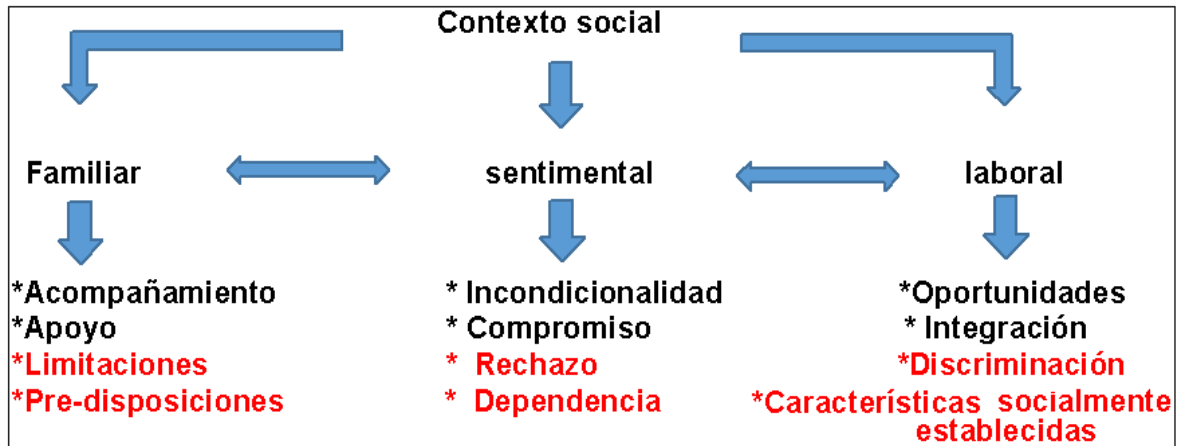 Contexto social
Familiar
sentimental
laboral
*Acompañamiento
*Apoyo
*Limitaciones
*Pre-disposiciones
* Incondicionalidad
* Compromiso
* Rechazo
* Dependencia
*Oportunidades
* Integración
*Discriminación
*Características socialmente
establecidas